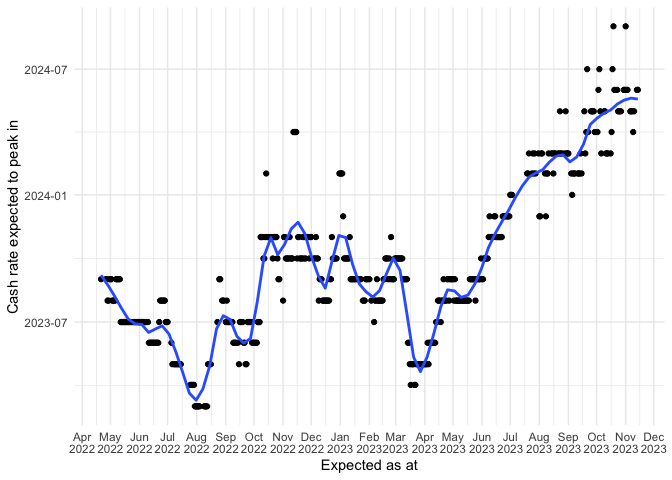 2024-07
2024-01
2023-07
Cash rate expected to peak in
Apr May Jun Jul Aug Sep Oct Nov Dec Jan Feb Mar Apr May Jun Jul Aug Sep Oct Nov Dec
2022 2022 2022 2022 2022 2022 2022 2022 2022 2023 2023 2023 2023 2023 2023 2023 2023 2023 2023 2023 2023
Expected as at